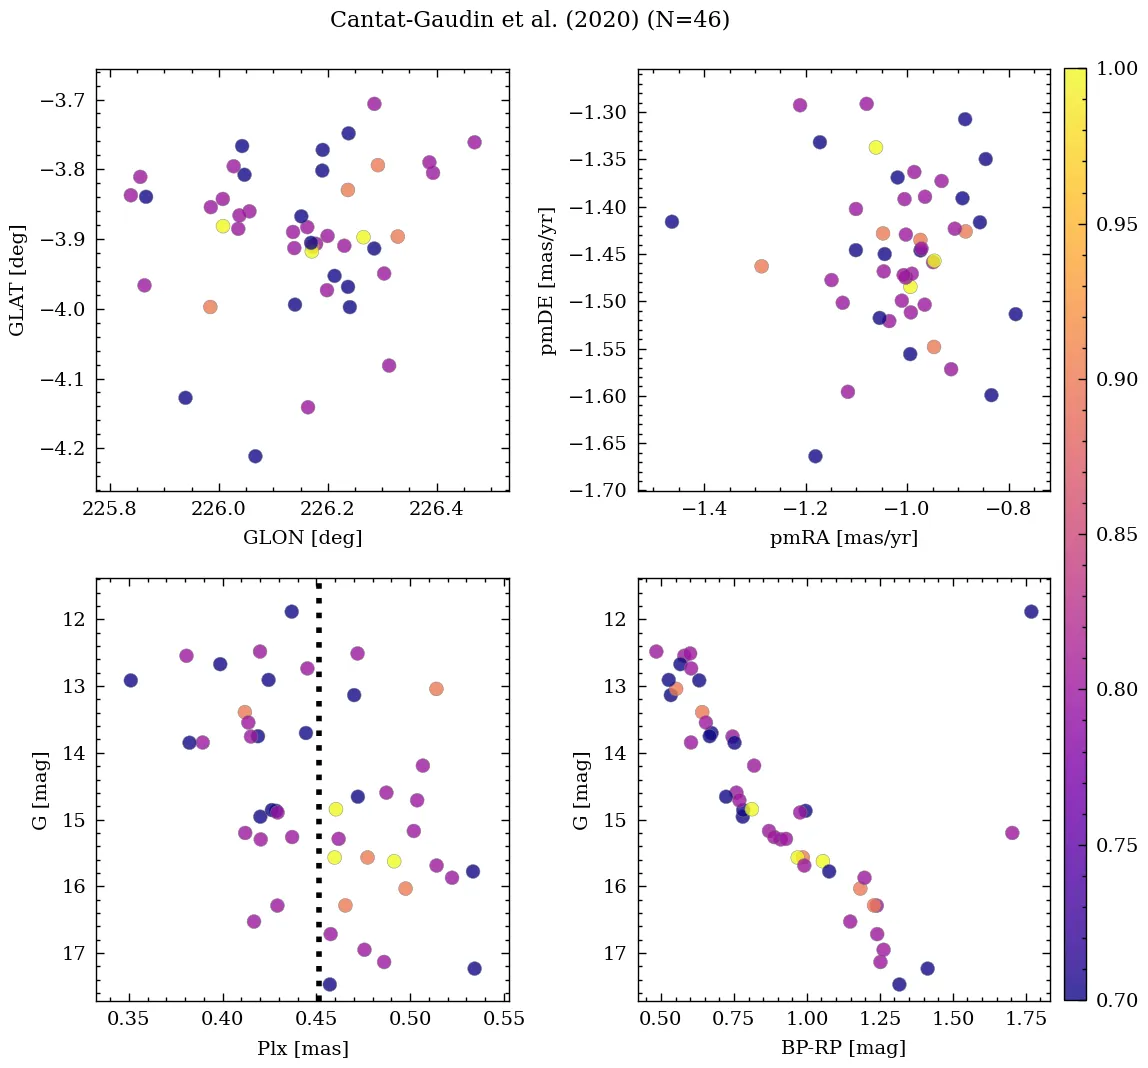 Cantat-Gaudin et al. (2020) (N=46)
−3.7
−3.8
−3.9
−4.0
−4.1
−4.2
GLAT [deg]
225.8 226.0 226.2 226.4
GLON [deg]
−1.30
−1.35
−1.40
−1.45
−1.50
−1.55
−1.60
−1.65
−1.70
pmDE [mas/yr]
−1.4 −1.2 −1.0 −0.8
pmRA [mas/yr]
12
13
14
15
16
17
G [mag]
0.35 0.40 0.45 0.50 0.55
Plx [mas]
12
13
14
15
16
17
G [mag]
0.50 0.75 1.00 1.25 1.50 1.75
BP-RP [mag]
1.00
0.95
0.90
0.85
0.80
0.75
0.70